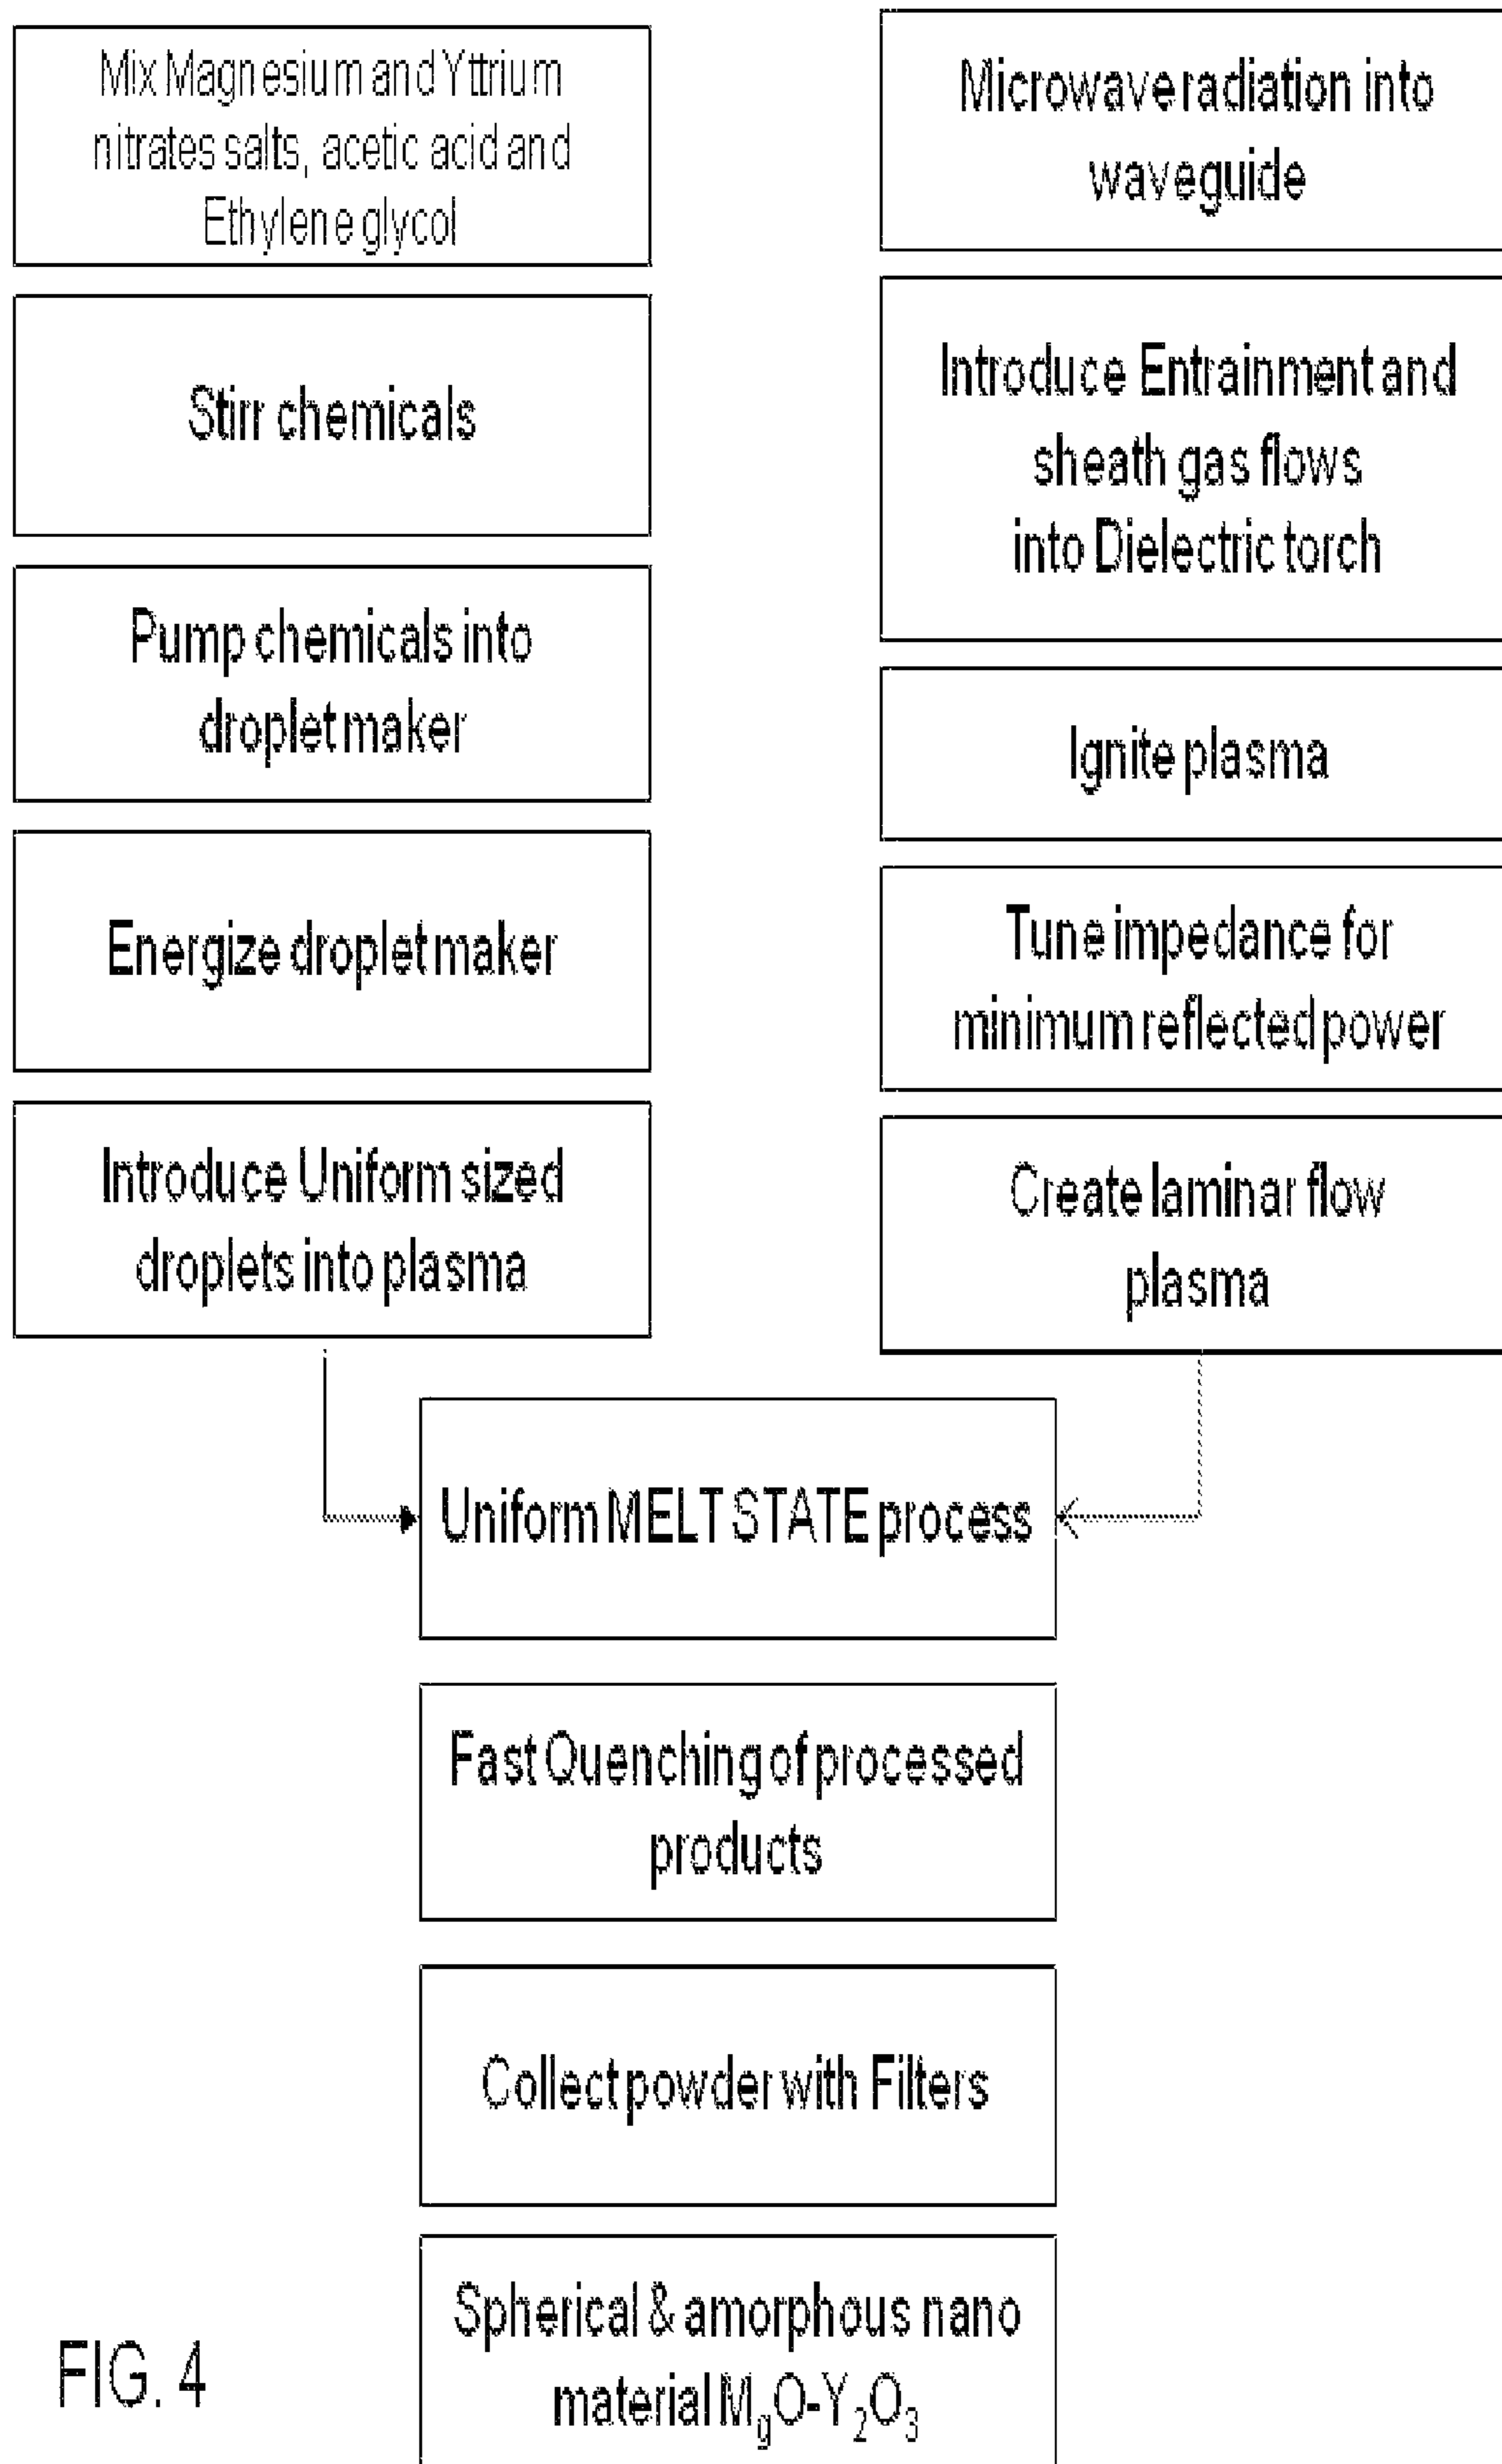 Mix Magnesium and Yttrium
nitrates salts, acetic acid and
Ethylene glycol
Stirr chemicals
Pump chemicals into
droplet maker
Energize droplet maker
Introduce Uniform sized
droplets into plasma
Microwave radiation into
waveguide
Introduce Entrainment and
sheath gas flows
into Dielectric torch
Ignite plasma
Tune impedance for
minimum reflected power
Create laminar flow
plasma
Uniform MELT STATE process
Fast Quenching of processed
products
Collect powder with Filters
Spherical & amorphous nano
material MgO-Y₂O₃
FIG. 4